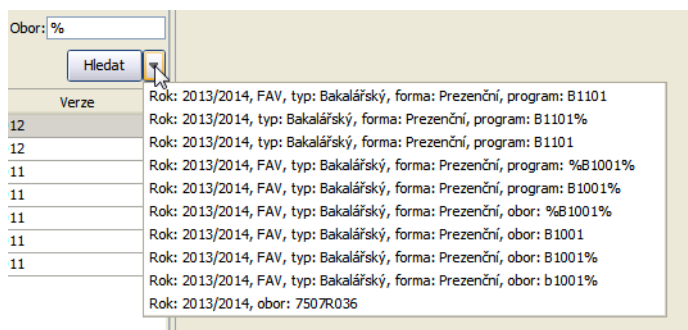 Obor: %
Hledat
Verze
12
12
11
11
11
11
11
Rok: 2013/2014, FAV, typ: Bakalářský, forma: Prezenční, program: B1101
Rok: 2013/2014, typ: Bakalářský, forma: Prezenční, program: B1101%
Rok: 2013/2014, typ: Bakalářský, forma: Prezenční, program: B1101
Rok: 2013/2014, FAV, typ: Bakalářský, forma: Prezenční, program: %B1001%
Rok: 2013/2014, FAV, typ: Bakalářský, forma: Prezenční, program: B1001%
Rok: 2013/2014, FAV, typ: Bakalářský, forma: Prezenční, obor: %B1001%
Rok: 2013/2014, FAV, typ: Bakalářský, forma: Prezenční, obor: B1001
Rok: 2013/2014, FAV, typ: Bakalářský, forma: Prezenční, obor: B1001%
Rok: 2013/2014, FAV, typ: Bakalářský, forma: Prezenční, obor: b1001%
Rok: 2013/2014, obor: 7507R036